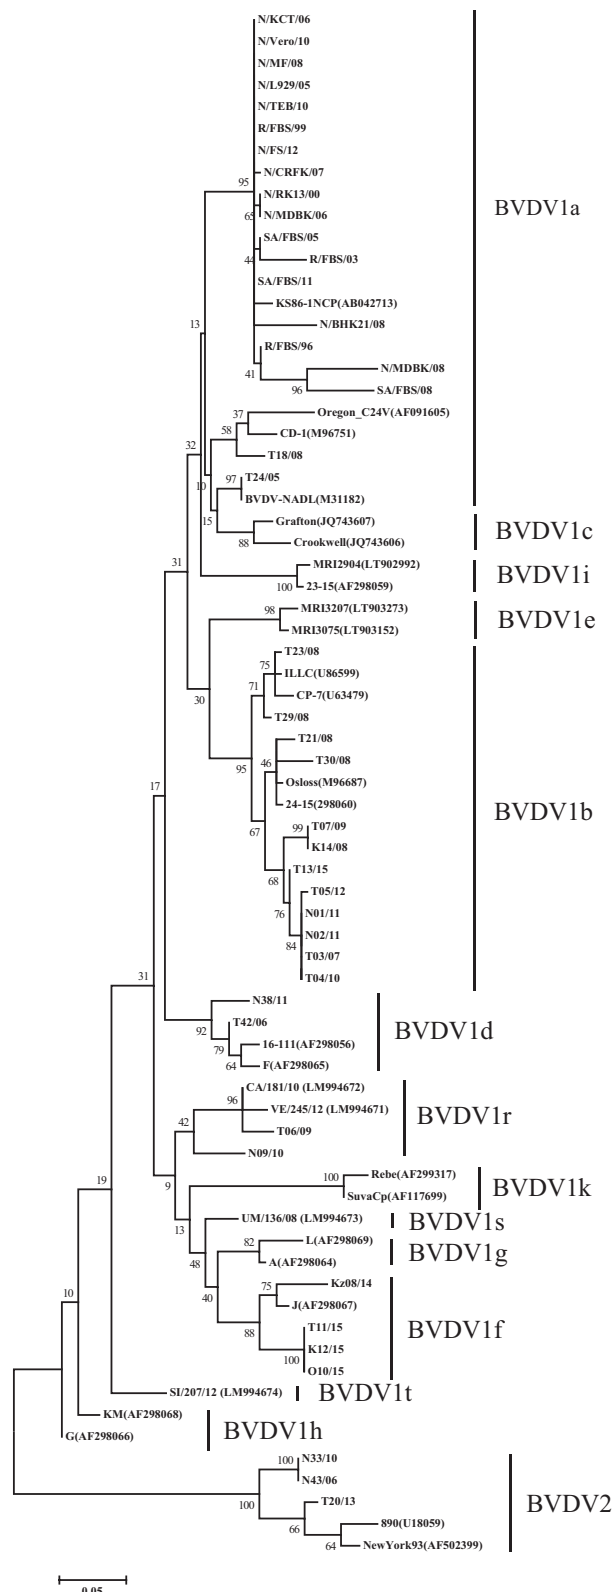 N/KCT/06
N/Vero/10
N/MF/08
N/L929/05
N/TEB/10
R/FBS/99
N/FS/12
N/CRFK/07
95
N/RK13/00
BVDV1a
65
N/MDBK/06
SA/FBS/05
44
R/FBS/03
SA/FBS/11
KS86-1NCP(AB042713)
N/BHK21/08
13
R/FBS/96
41
N/MDBK/08
96
SA/FBS/08
37
Oregon_C24V(AF091605)
58
CD-1(M96751)
32
T18/08
97
T24/05
10
BVDV-NADL(M31182)
15
Grafton(JQ743607)
BVDV1c
88
Crookwell(JQ743606)
31
MRI2904(LT902992)
BVDV1i
100
23-15(AF298059)
98
MRI3207(LT903273)
BVDV1e
MRI3075(LT903152)
T23/08
75
ILLC(U86599)
71
CP-7(U63479)
30
T29/08
T21/08
95
46
T30/08
Osloss(M96687)
17
24-15(298060)
BVDV1b
67
99
T07/09
K14/08
T13/15
68
T05/12
76
N01/11
N02/11
84
T03/07
T04/10
31
N38/11
92
T42/06
BVDV1d
79
16-111(AF298056)
64
F(AF298065)
CA/181/10 (LM994672)
96
VE/245/12 (LM994671)
BVDV1r
42
T06/09
N09/10
9
100
Rebe(AF299317)
BVDV1k
19
SuvaCp(AF117699)
13
UM/136/08 (LM994673)
BVDV1s
82
L(AF298069)
BVDV1g
48
A(AF298064)
75
Kz08/14
10
40
J(AF298067)
88
T11/15
BVDV1f
100
K12/15
O10/15
SI/207/12 (LM994674)
BVDV1t
KM(AF298068)
BVDV1h
G(AF298066)
100
N33/10
N43/06
100
T20/13
BVDV2
66
890(U18059)
64
NewYork93(AF502399)
0.05